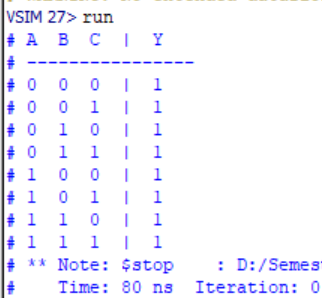 VSIM 27> run
# A B C | Y
# ----------------
# 0 0 0 | 1
# 0 0 1 | 1
# 0 1 0 | 1
# 0 1 1 | 1
# 1 0 0 | 1
# 1 0 1 | 1
# 1 1 0 | 1
# 1 1 1 | 1
# ** Note: $stop : D:/Semes
# Time: 80 ns Iteration: 0